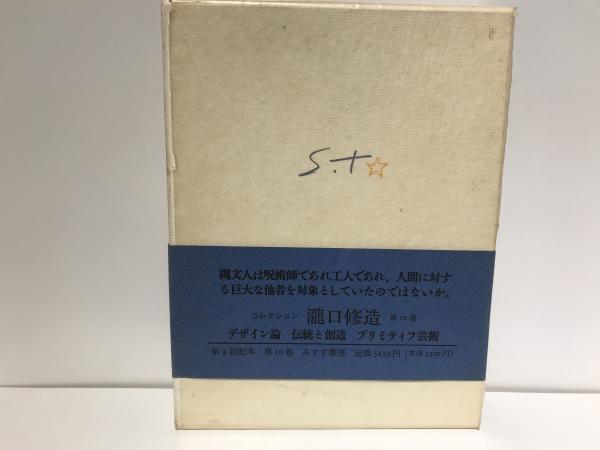 S.T☆
縄文人は呪術師であれ工人であれ、人間に対す
る巨大な他者を対象としていたのではないか。
コレクション 瀧口修造 第10巻
デザイン論 伝統と創造 プリミティフ芸術
第3回配本 第10巻 みすず書房 定価5459円(本体5300円)